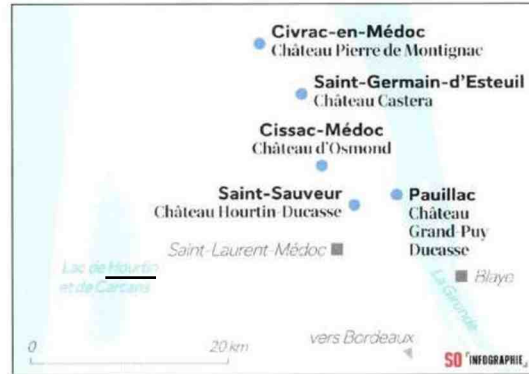 Civrac-en-Médoc
Château Pierre de Montignac
Saint-Germain-d'Esteuil
Château Castera
Cissac-Médoc
Château d'Osmond
Saint-Sauveur
Château Hourtin-Ducasse
Pauillac
Château
Grand-Puy
Ducasse
Saint-Laurent-Médoc
Lac de Hourtin
et de Carcans
Blaye
La Gironde
0
20 km
vers Bordeaux
SO INFOGRAPHIE